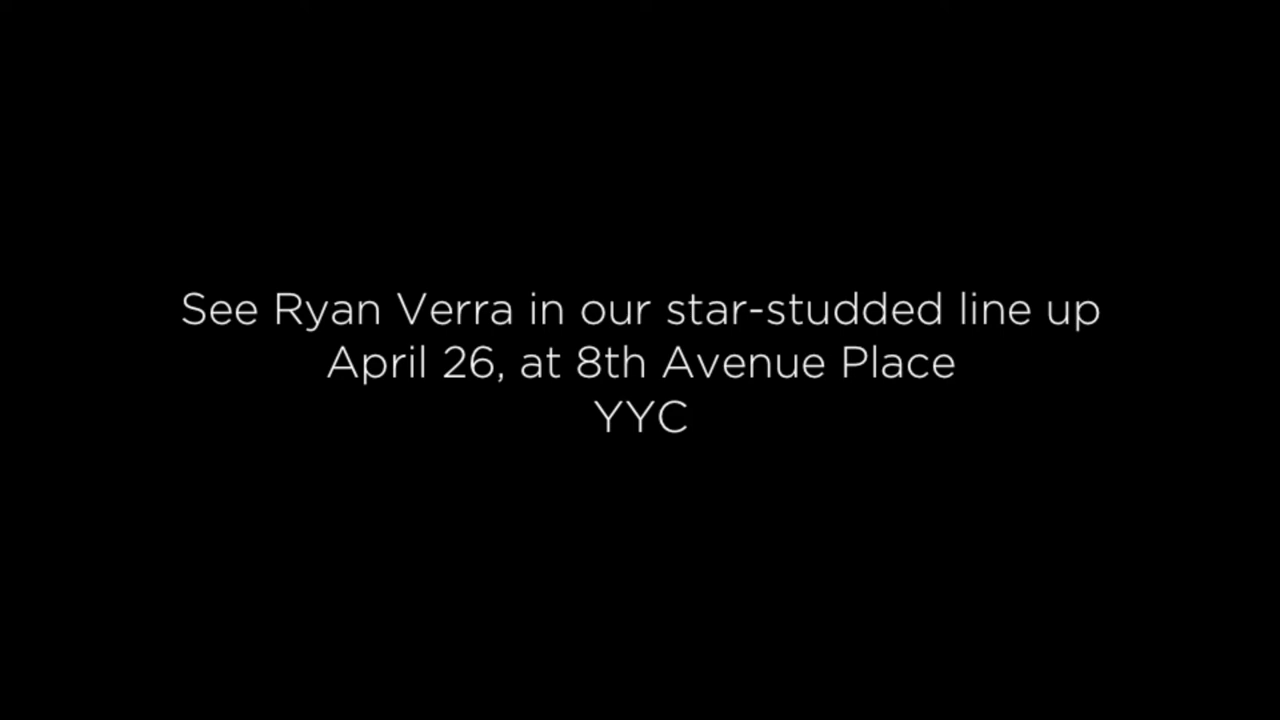 See Ryan Verra in our star-studded line up
April 26, at 8th Avenue Place
YYC